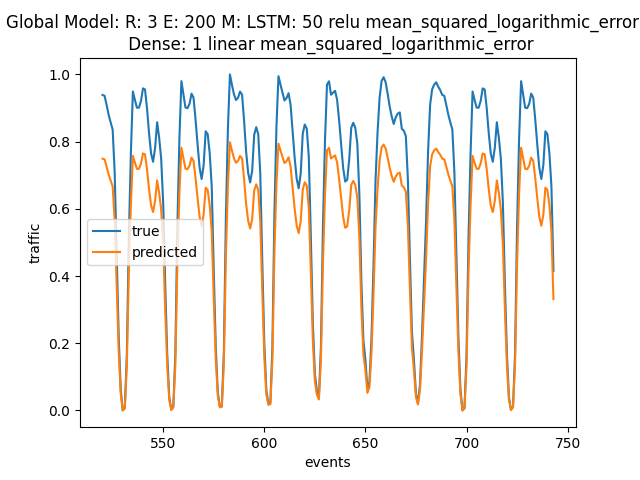 Global Model: R: 3 E: 200 M: LSTM: 50 relu mean_squared_logarithmic_error
Dense: 1 linear mean_squared_logarithmic_error
1.0
0.8
0.6
0.4
0.2
0.0
traffic
true
predicted
550
600
650
700
750
events